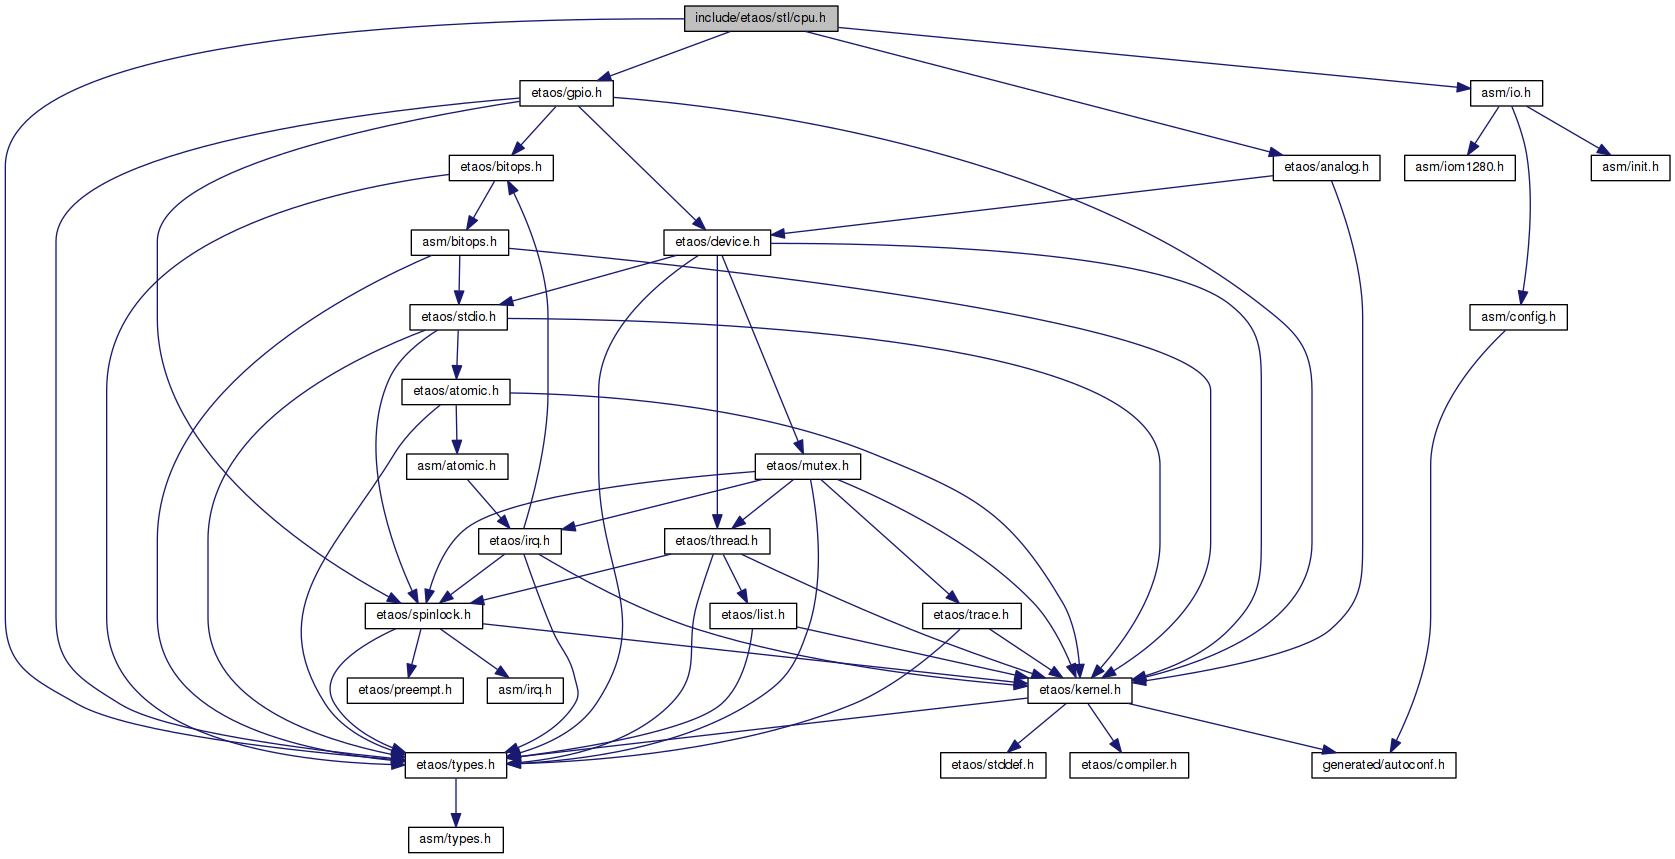 include/etaos/stl/cpu.h
etaos/gpio.h
asm/io.h
etaos/bitops.h
etaos/analog.h
asm/iom1280.h
asm/init.h
asm/bitops.h
etaos/device.h
etaos/stdio.h
asm/config.h
etaos/atomic.h
asm/atomic.h
etaos/mutex.h
etaos/irq.h
etaos/thread.h
etaos/spinlock.h
etaos/list.h
etaos/trace.h
etaos/preempt.h
asm/irq.h
etaos/kernel.h
etaos/types.h
etaos/stddef.h
etaos/compiler.h
generated/autoconf.h
asm/types.h